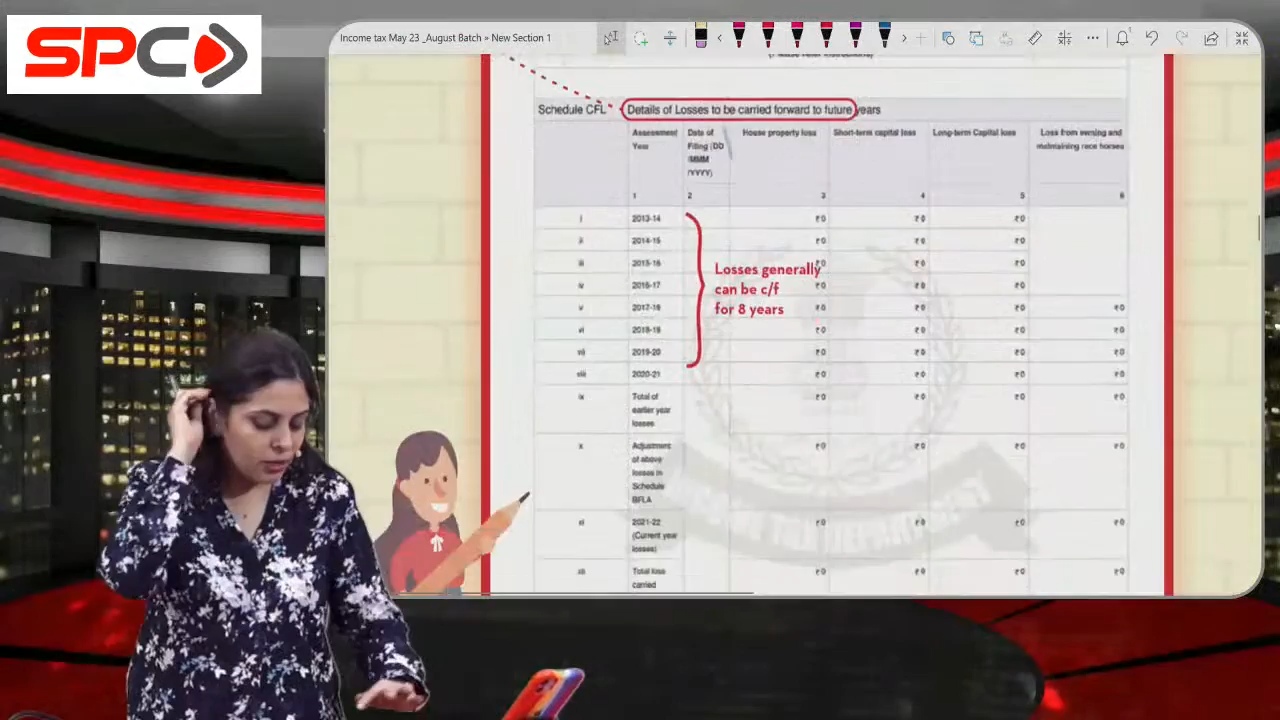 SPC
Income tax May 23 _August Batch » New Section 1
Schedule CFL Details of Losses to be carried forward to future years
Assessment Year
Date of Filing (DD /MMM /YYYY)
House property loss
Short-term capital loss
Long-term Capital loss
Loss from owning and maintaining race horses
1 2 3 4 5 6
i 2013-14 ₹0 ₹0 ₹0
ii 2014-15 ₹0 ₹0 ₹0
iii 2015-16 ₹0 ₹0 ₹0
iv 2016-17 ₹0 ₹0 ₹0
v 2017-18 ₹0 ₹0 ₹0 ₹0
vi 2018-19 ₹0 ₹0 ₹0 ₹0
vii 2019-20 ₹0 ₹0 ₹0 ₹0
viii 2020-21 ₹0 ₹0 ₹0 ₹0
Losses generally
can be c/f
for 8 years
ix Total of ₹0 ₹0 ₹0 ₹0
earlier year
losses
x Adjustment ₹0 ₹0 ₹0 ₹0
of above
losses in
Schedule
BFLA
xi 2021-22 ₹0 ₹0 ₹0 ₹0
(Current year
losses)
xii Total loss ₹0 ₹0 ₹0 ₹0
carried